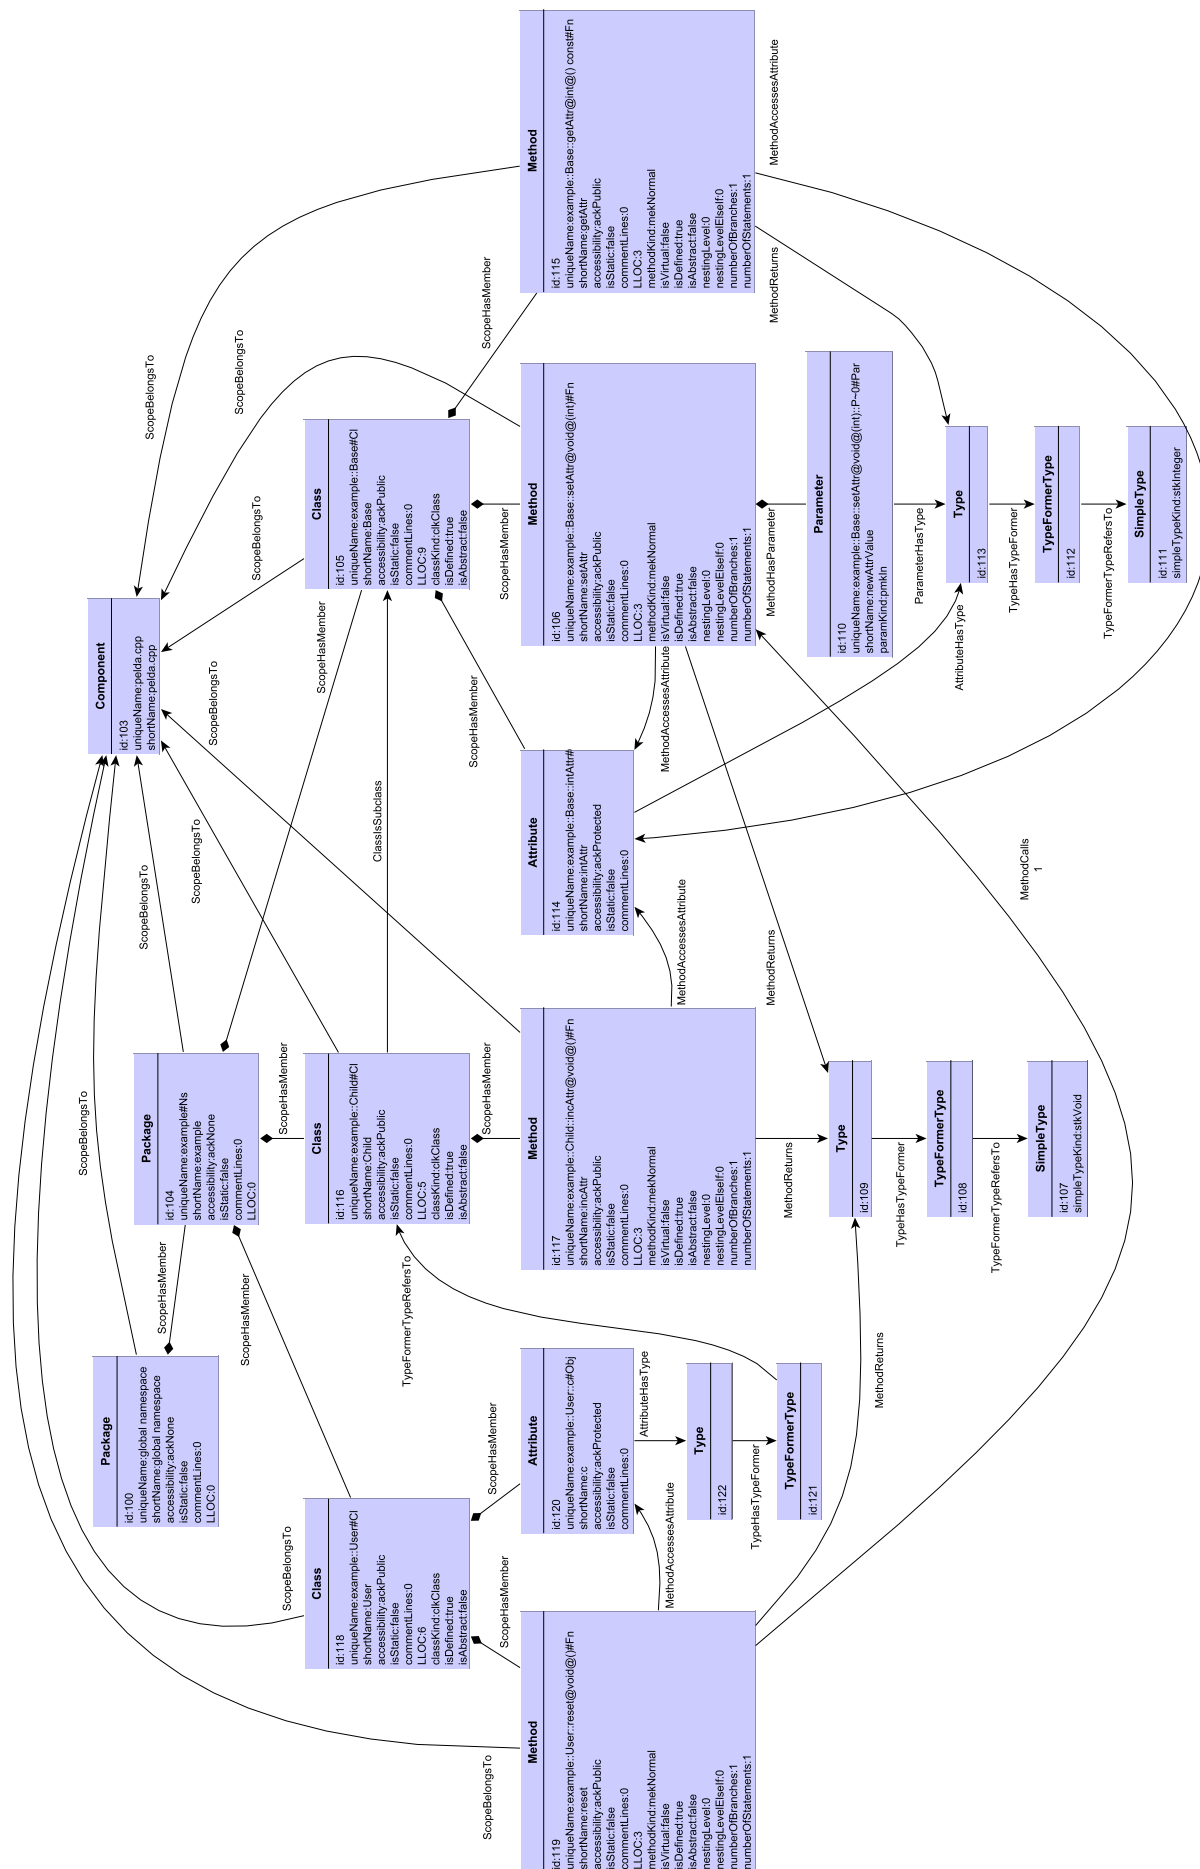 Component
id:103
uniqueName:pelda.cpp
shortName:pelda.cpp
Package
id:100
uniqueName:global namespace
shortName:global namespace
accessibility:ackNone
isStatic:false
commentLines:0
LLOC:0
Package
id:104
uniqueName:example#Ns
shortName:example
accessibility:ackNone
isStatic:false
commentLines:0
LLOC:0
ScopeBelongsTo
ScopeBelongsTo
ScopeBelongsTo
ScopeBelongsTo
ScopeBelongsTo
ScopeBelongsTo
ScopeBelongsTo
ScopeBelongsTo
ScopeBelongsTo
ScopeHasMember
ScopeHasMember
ScopeHasMember
ScopeHasMember
Class
id:118
uniqueName:example::User#Cl
shortName:User
accessibility:ackPublic
isStatic:false
commentLines:0
LLOC:6
classKind:clkClass
isDefined:true
isAbstract:false
Class
id:116
uniqueName:example::Child#Cl
shortName:Child
accessibility:ackPublic
isStatic:false
commentLines:0
LLOC:5
classKind:clkClass
isDefined:true
isAbstract:false
ClassIsSubclass
Class
id:105
uniqueName:example::Base#Cl
shortName:Base
accessibility:ackPublic
isStatic:false
commentLines:0
LLOC:9
classKind:clkClass
isDefined:true
isAbstract:false
TypeFormerTypeRefersTo
ScopeHasMember
ScopeHasMember
ScopeHasMember
ScopeHasMember
ScopeHasMember
ScopeHasMember
Method
id:119
uniqueName:example::User::reset@void@()#Fn
shortName:reset
accessibility:ackPublic
isStatic:false
commentLines:0
LLOC:3
methodKind:mekNormal
isVirtual:false
isDefined:true
isAbstract:false
nestingLevel:0
nestingLevelElseIf:0
numberOfBranches:1
numberOfStatements:1
Attribute
id:120
uniqueName:example::User::c#Obj
shortName:c
accessibility:ackProtected
isStatic:false
commentLines:0
Method
id:117
uniqueName:example::Child::incAttr@void@()#Fn
shortName:incAttr
accessibility:ackPublic
isStatic:false
commentLines:0
LLOC:3
methodKind:mekNormal
isVirtual:false
isDefined:true
isAbstract:false
nestingLevel:0
nestingLevelElseIf:0
numberOfBranches:1
numberOfStatements:1
Attribute
id:114
uniqueName:example::Base::intAttr#
shortName:intAttr
accessibility:ackProtected
isStatic:false
commentLines:0
Method
id:106
uniqueName:example::Base::setAttr@void@(int)#Fn
shortName:setAttr
accessibility:ackPublic
isStatic:false
commentLines:0
LLOC:3
methodKind:mekNormal
isVirtual:false
isDefined:true
isAbstract:false
nestingLevel:0
nestingLevelElseIf:0
numberOfBranches:1
numberOfStatements:1
Method
id:115
uniqueName:example::Base::getAttr@int@() const#Fn
shortName:getAttr
accessibility:ackPublic
isStatic:false
commentLines:0
LLOC:3
methodKind:mekNormal
isVirtual:false
isDefined:true
isAbstract:false
nestingLevel:0
nestingLevelElseIf:0
numberOfBranches:1
numberOfStatements:1
MethodAccessesAttribute
AttributeHasType
MethodAccessesAttribute
MethodAccessesAttribute
MethodAccessesAttribute
Type
id:122
TypeHasTypeFormer
TypeFormerType
id:121
MethodReturns
MethodReturns
MethodReturns
MethodReturns
MethodHasParameter
Parameter
id:110
uniqueName:example::Base::setAttr@void@(int)::P~0#Par
shortName:newAttrValue
paramKind:pmkIn
Type
id:109
TypeHasTypeFormer
TypeFormerType
id:108
TypeFormerTypeRefersTo
SimpleType
id:107
simpleTypeKind:stkVoid
ParameterHasType
AttributeHasType
Type
id:113
TypeHasTypeFormer
MethodCalls
1
TypeFormerType
id:112
TypeFormerTypeRefersTo
SimpleType
id:111
simpleTypeKind:stkInteger